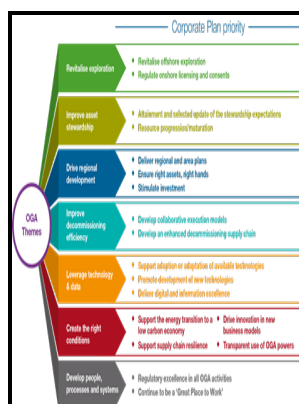 Corporate Plan priority
OGA
Themes
Revitalise exploration
• Revitalise offshore exploration
• Regulate onshore licensing and consents
Improve asset
stewardship
• Attainment and selected update of the stewardship expectations
• Resource progression/maturation
Drive regional
development
• Deliver regional and area plans
• Ensure right assets, right hands
• Stimulate investment
Improve
decommissioning
efficiency
• Develop collaborative execution models
• Develop an enhanced decommissioning supply chain
Leverage technology
& data
• Support adoption or adaptation of available technologies
• Promote development of new technologies
• Deliver digital and information excellence
Create the right
conditions
• Support the energy transition to a
low carbon economy
• Support supply chain resilience
• Drive innovation in new
business models
• Transparent use of OGA powers
Develop people,
processes and systems
• Regulatory excellence in all OGA activities
• Continue to be a 'Great Place to Work'